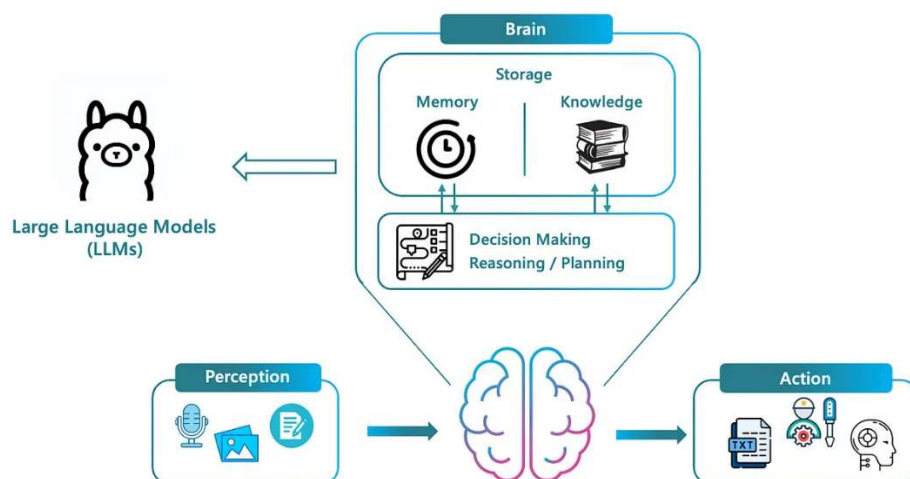 Brain
Storage
Memory
Knowledge
Large Language Models
(LLMs)
Decision Making
Reasoning / Planning
Perception
Action
TXT